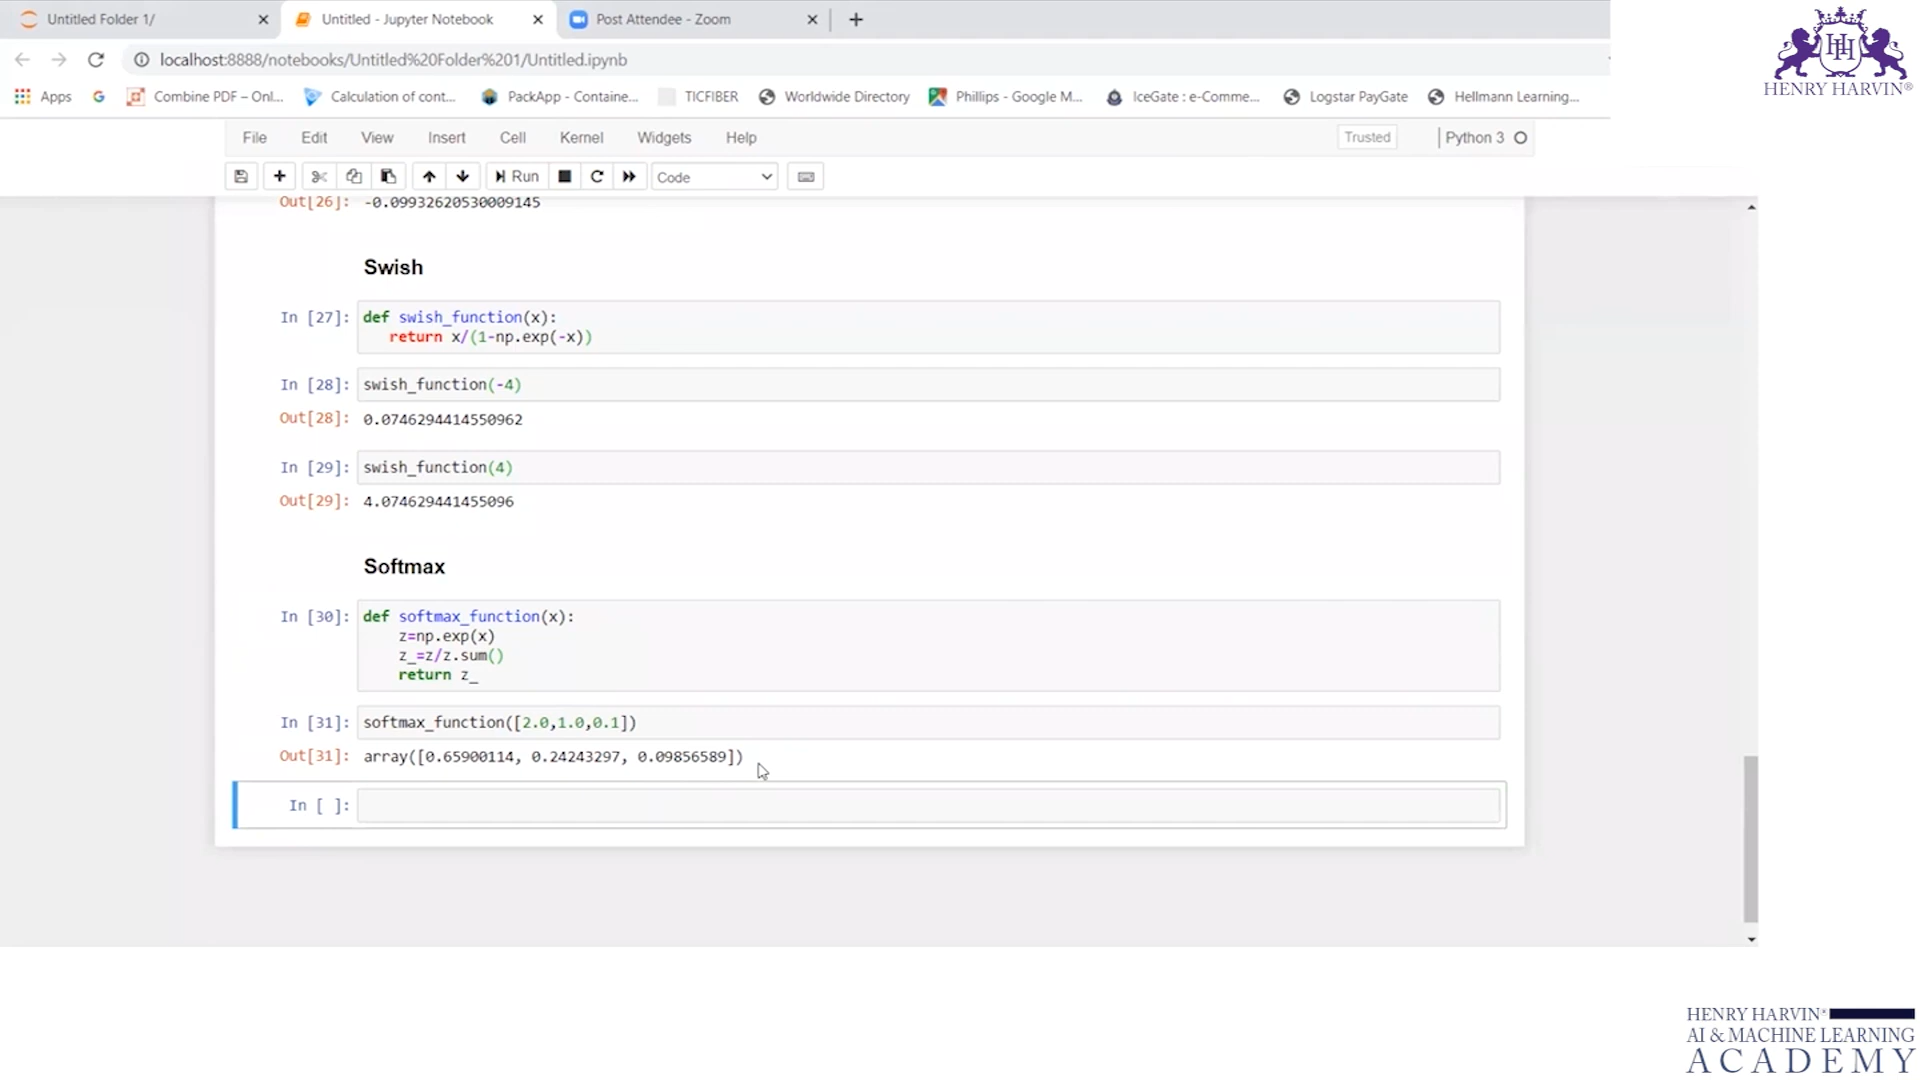 Untitled Folder 1/
Untitled - Jupyter Notebook
Post Attendee - Zoom
HENRY HARVIN®
localhost:8888/notebooks/Untitled%20Folder%201/Untitled.ipynb
Apps
Combine PDF – Onl...
Calculation of cont...
PackApp - Containe...
TICFIBER
Worldwide Directory
Phillips - Google M...
IceGate : e-Comme...
Logstar PayGate
Hellmann Learning...
File Edit View Insert Cell Kernel Widgets Help
Trusted
Python 3
Run
Code
Out[26]: -0.09932620530009145
Swish
In [27]: def swish_function(x):
return x/(1-np.exp(-x))
In [28]: swish_function(-4)
Out[28]: 0.0746294414550962
In [29]: swish_function(4)
Out[29]: 4.074629441455096
Softmax
In [30]: def softmax_function(x):
z=np.exp(x)
z_=z/z.sum()
return z_
In [31]: softmax_function([2.0,1.0,0.1])
Out[31]: array([0.65900114, 0.24243297, 0.09856589])
In [ ]:
HENRY HARVIN®
AI & MACHINE LEARNING
ACADEMY